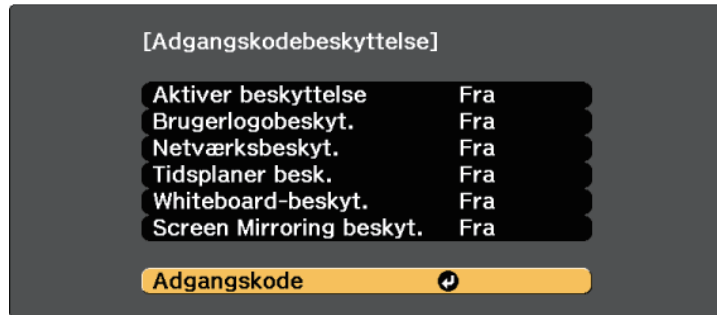 [Adgangskodebeskyttelse]
Aktiver beskyttelse Fra
Brugerlogobeskyt. Fra
Netværksbeskyt. Fra
Tidsplaner besk. Fra
Whiteboard-beskyt. Fra
Screen Mirroring beskyt. Fra
Adgangskode